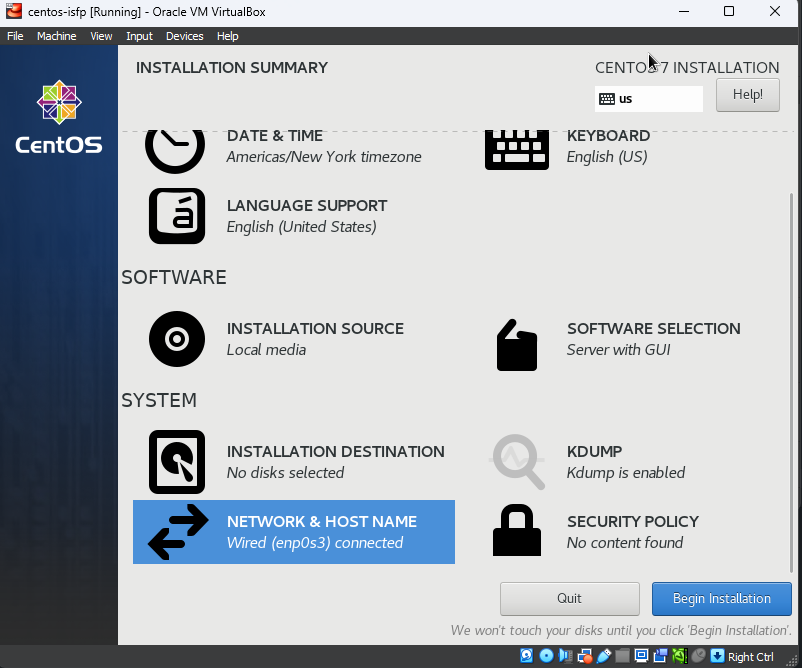 centos-isfp [Running] - Oracle VM VirtualBox
File Machine View Input Devices Help
INSTALLATION SUMMARY
CENTOS 7 INSTALLATION
us
Help!
CentOS
DATE & TIME
Americas/New York timezone
KEYBOARD
English (US)
á
LANGUAGE SUPPORT
English (United States)
SOFTWARE
INSTALLATION SOURCE
Local media
SOFTWARE SELECTION
Server with GUI
SYSTEM
INSTALLATION DESTINATION
No disks selected
KDUMP
Kdump is enabled
NETWORK & HOST NAME
Wired (enp0s3) connected
SECURITY POLICY
No content found
Quit
Begin Installation
We won't touch your disks until you click 'Begin Installation'.
Right Ctrl